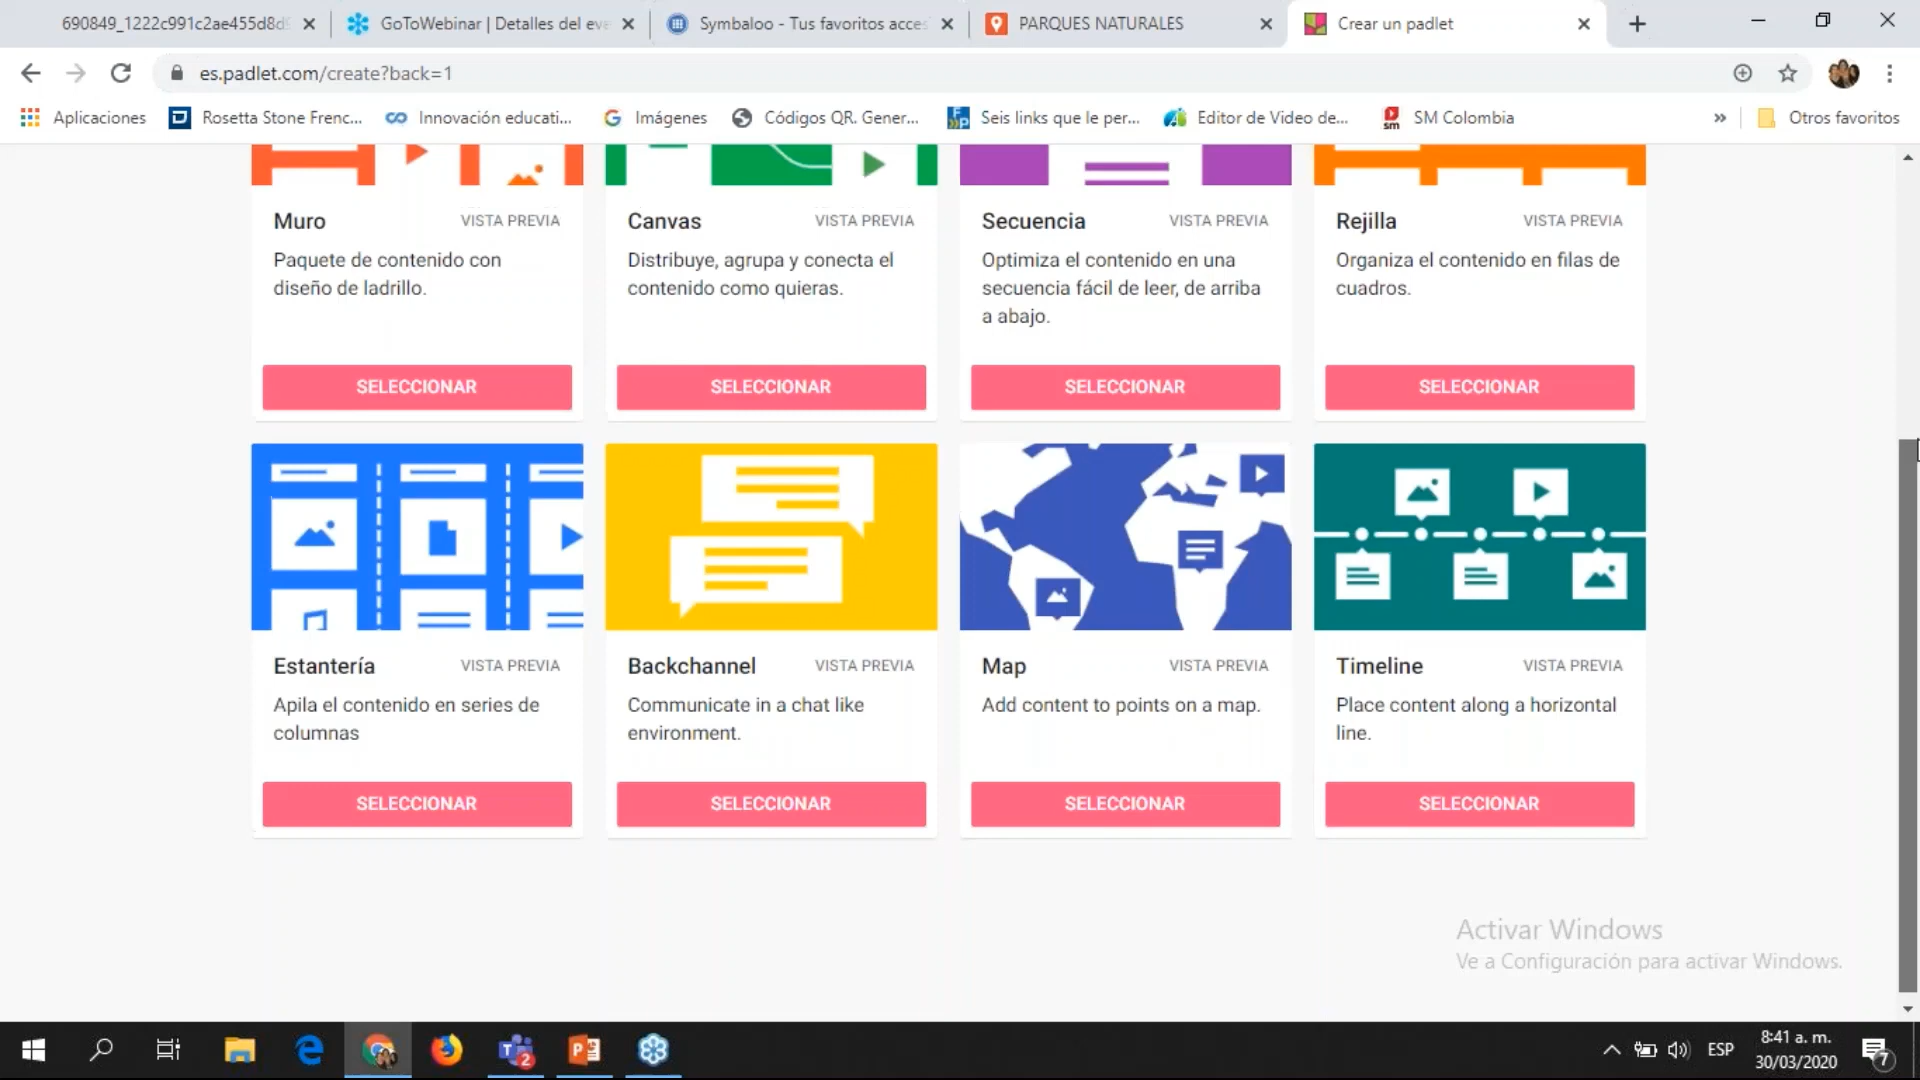 690849_1222c991c2ae455d8d
GoToWebinar | Detalles del eve
Symbaloo - Tus favoritos acces
PARQUES NATURALES
Crear un padlet
es.padlet.com/create?back=1
Aplicaciones
Rosetta Stone Frenc...
Innovación educati...
Imágenes
Códigos QR. Gener...
Seis links que le per...
Editor de Video de...
SM Colombia
Otros favoritos
Muro VISTA PREVIA
Paquete de contenido con
diseño de ladrillo.
SELECCIONAR
Canvas VISTA PREVIA
Distribuye, agrupa y conecta el
contenido como quieras.
SELECCIONAR
Secuencia VISTA PREVIA
Optimiza el contenido en una
secuencia fácil de leer, de arriba
a abajo.
SELECCIONAR
Rejilla VISTA PREVIA
Organiza el contenido en filas de
cuadros.
SELECCIONAR
Estantería VISTA PREVIA
Apila el contenido en series de
columnas
SELECCIONAR
Backchannel VISTA PREVIA
Communicate in a chat like
environment.
SELECCIONAR
Map VISTA PREVIA
Add content to points on a map.
SELECCIONAR
Timeline VISTA PREVIA
Place content along a horizontal
line.
SELECCIONAR
Activar Windows
Ve a Configuración para activar Windows.
ESP
8:41 a. m.
30/03/2020
7